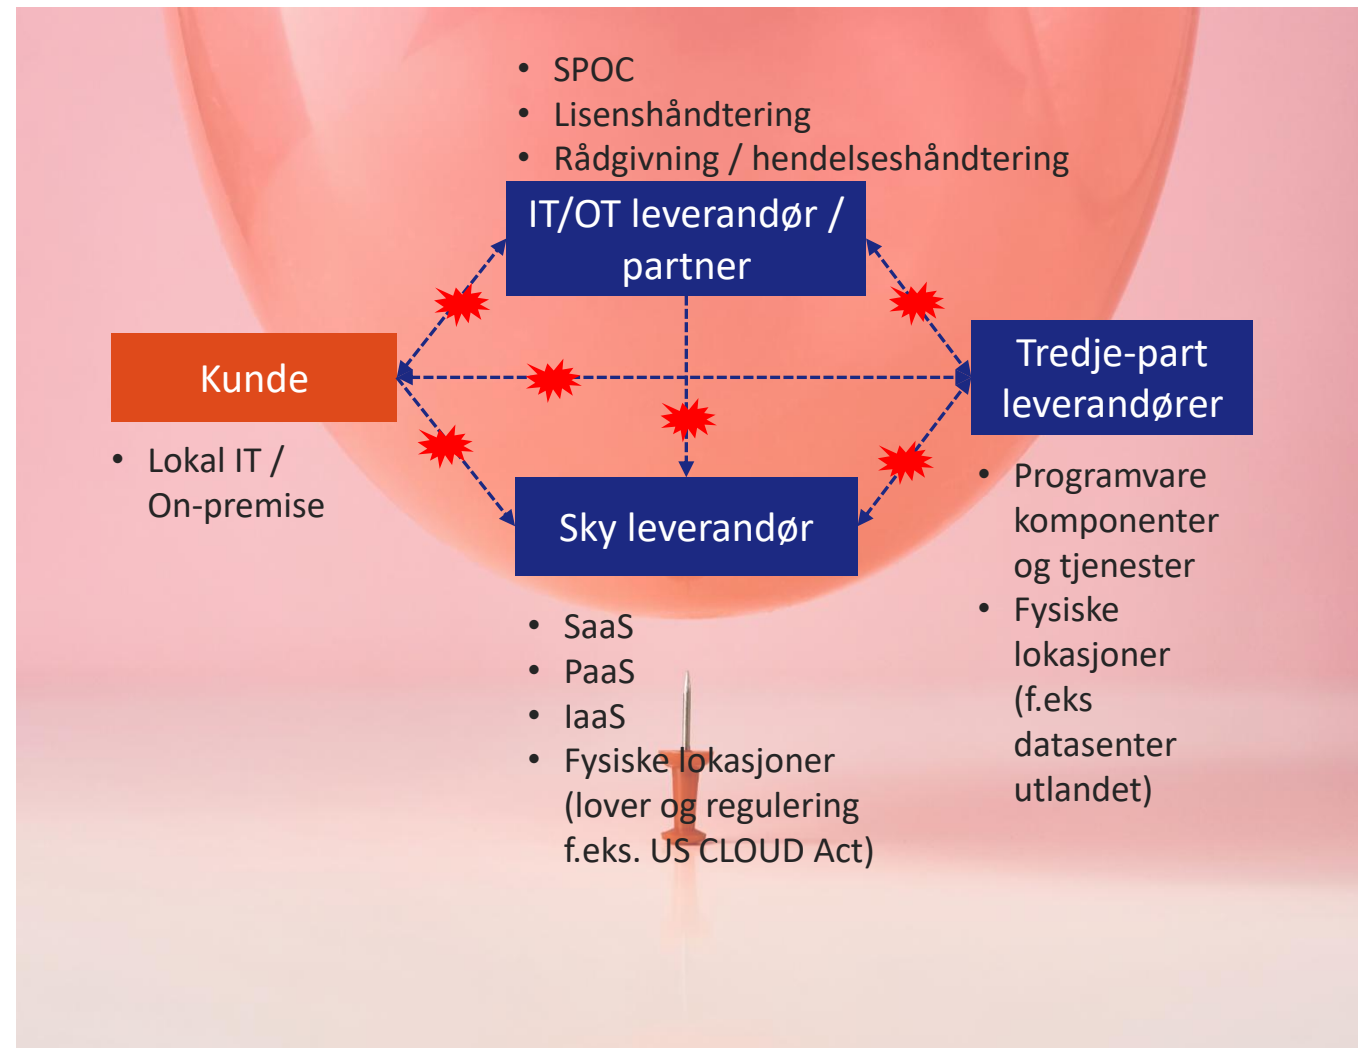 • SPOC
• Lisenshåndtering
• Rådgivning / hendelseshåndtering
IT/OT leverandør /
partner
Kunde
• Lokal IT /
On-premise
Tredje-part
leverandører
• Programvare
komponenter
og tjenester
• Fysiske
lokasjoner
(f.eks
datasenter
utlandet)
Sky leverandør
• SaaS
• PaaS
• IaaS
• Fysiske lokasjoner
(lover og regulering
f.eks. US CLOUD Act)